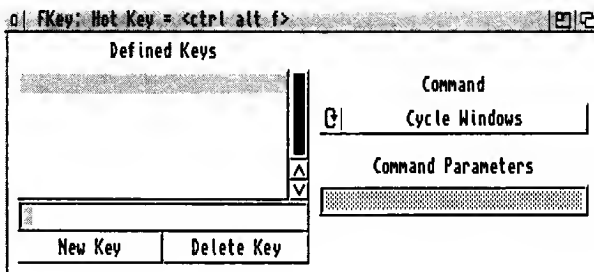 FKey: Hot Key = <ctrl alt f>
Defined Keys
Command
Cycle Windows
Command Parameters
New Key
Delete Key